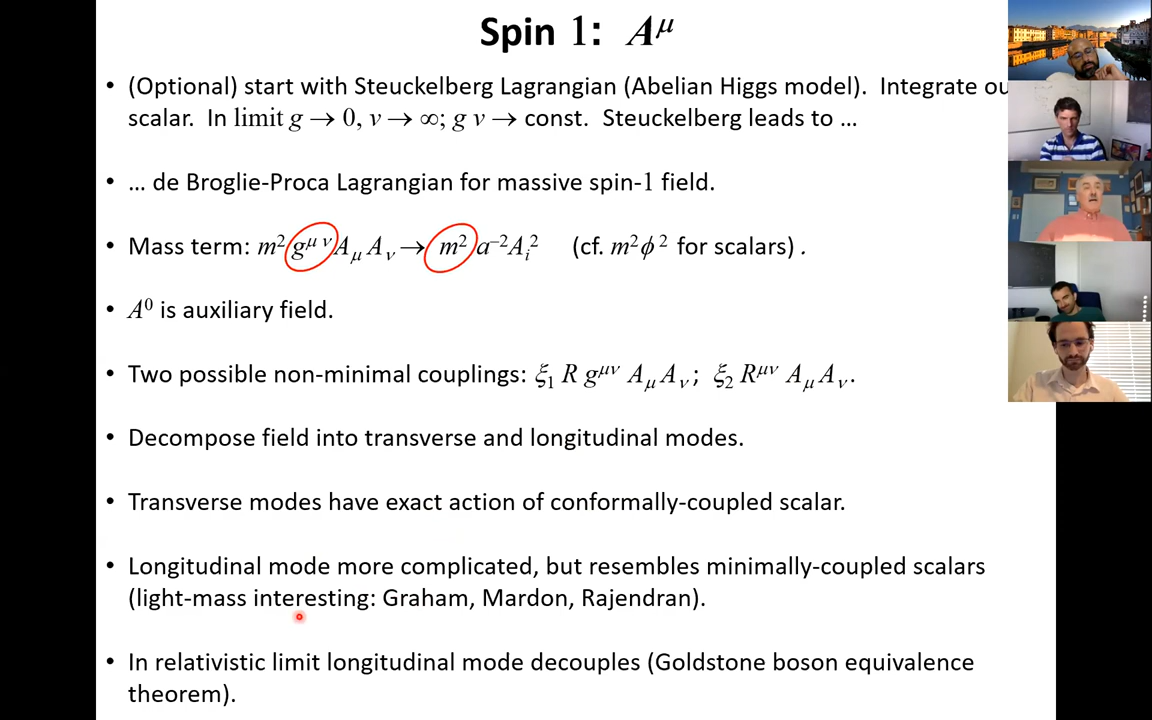 Spin 1: A^μ
• (Optional) start with Steuckelberg Lagrangian (Abelian Higgs model). Integrate ou
scalar. In limit g → 0, v → ∞; g v → const. Steuckelberg leads to …
• … de Broglie-Proca Lagrangian for massive spin-1 field.
• Mass term: m² g^{μ ν} A_μ A_ν → m² a⁻² A_i² (cf. m² ϕ² for scalars) .
• A⁰ is auxiliary field.
• Two possible non-minimal couplings: ξ₁ R g^{μν} A_μ A_ν; ξ₂ R^{μν} A_μ A_ν.
• Decompose field into transverse and longitudinal modes.
• Transverse modes have exact action of conformally-coupled scalar.
• Longitudinal mode more complicated, but resembles minimally-coupled scalars
(light-mass interesting: Graham, Mardon, Rajendran).
• In relativistic limit longitudinal mode decouples (Goldstone boson equivalence
theorem).